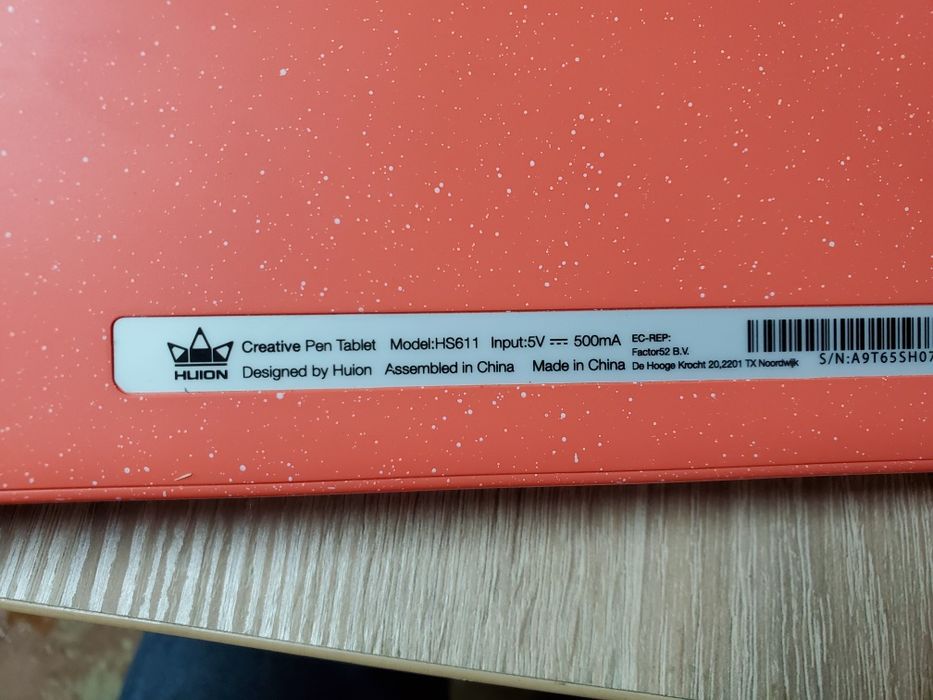 HUION
Creative Pen Tablet Model:HS611 Input:5V ⎓ 500mA
Designed by Huion Assembled in China Made in China
EC-REP:
Factor52 B.V.
De Hooge Krocht 20,2201 TX Noordwijk
S/N:A9T65SH07